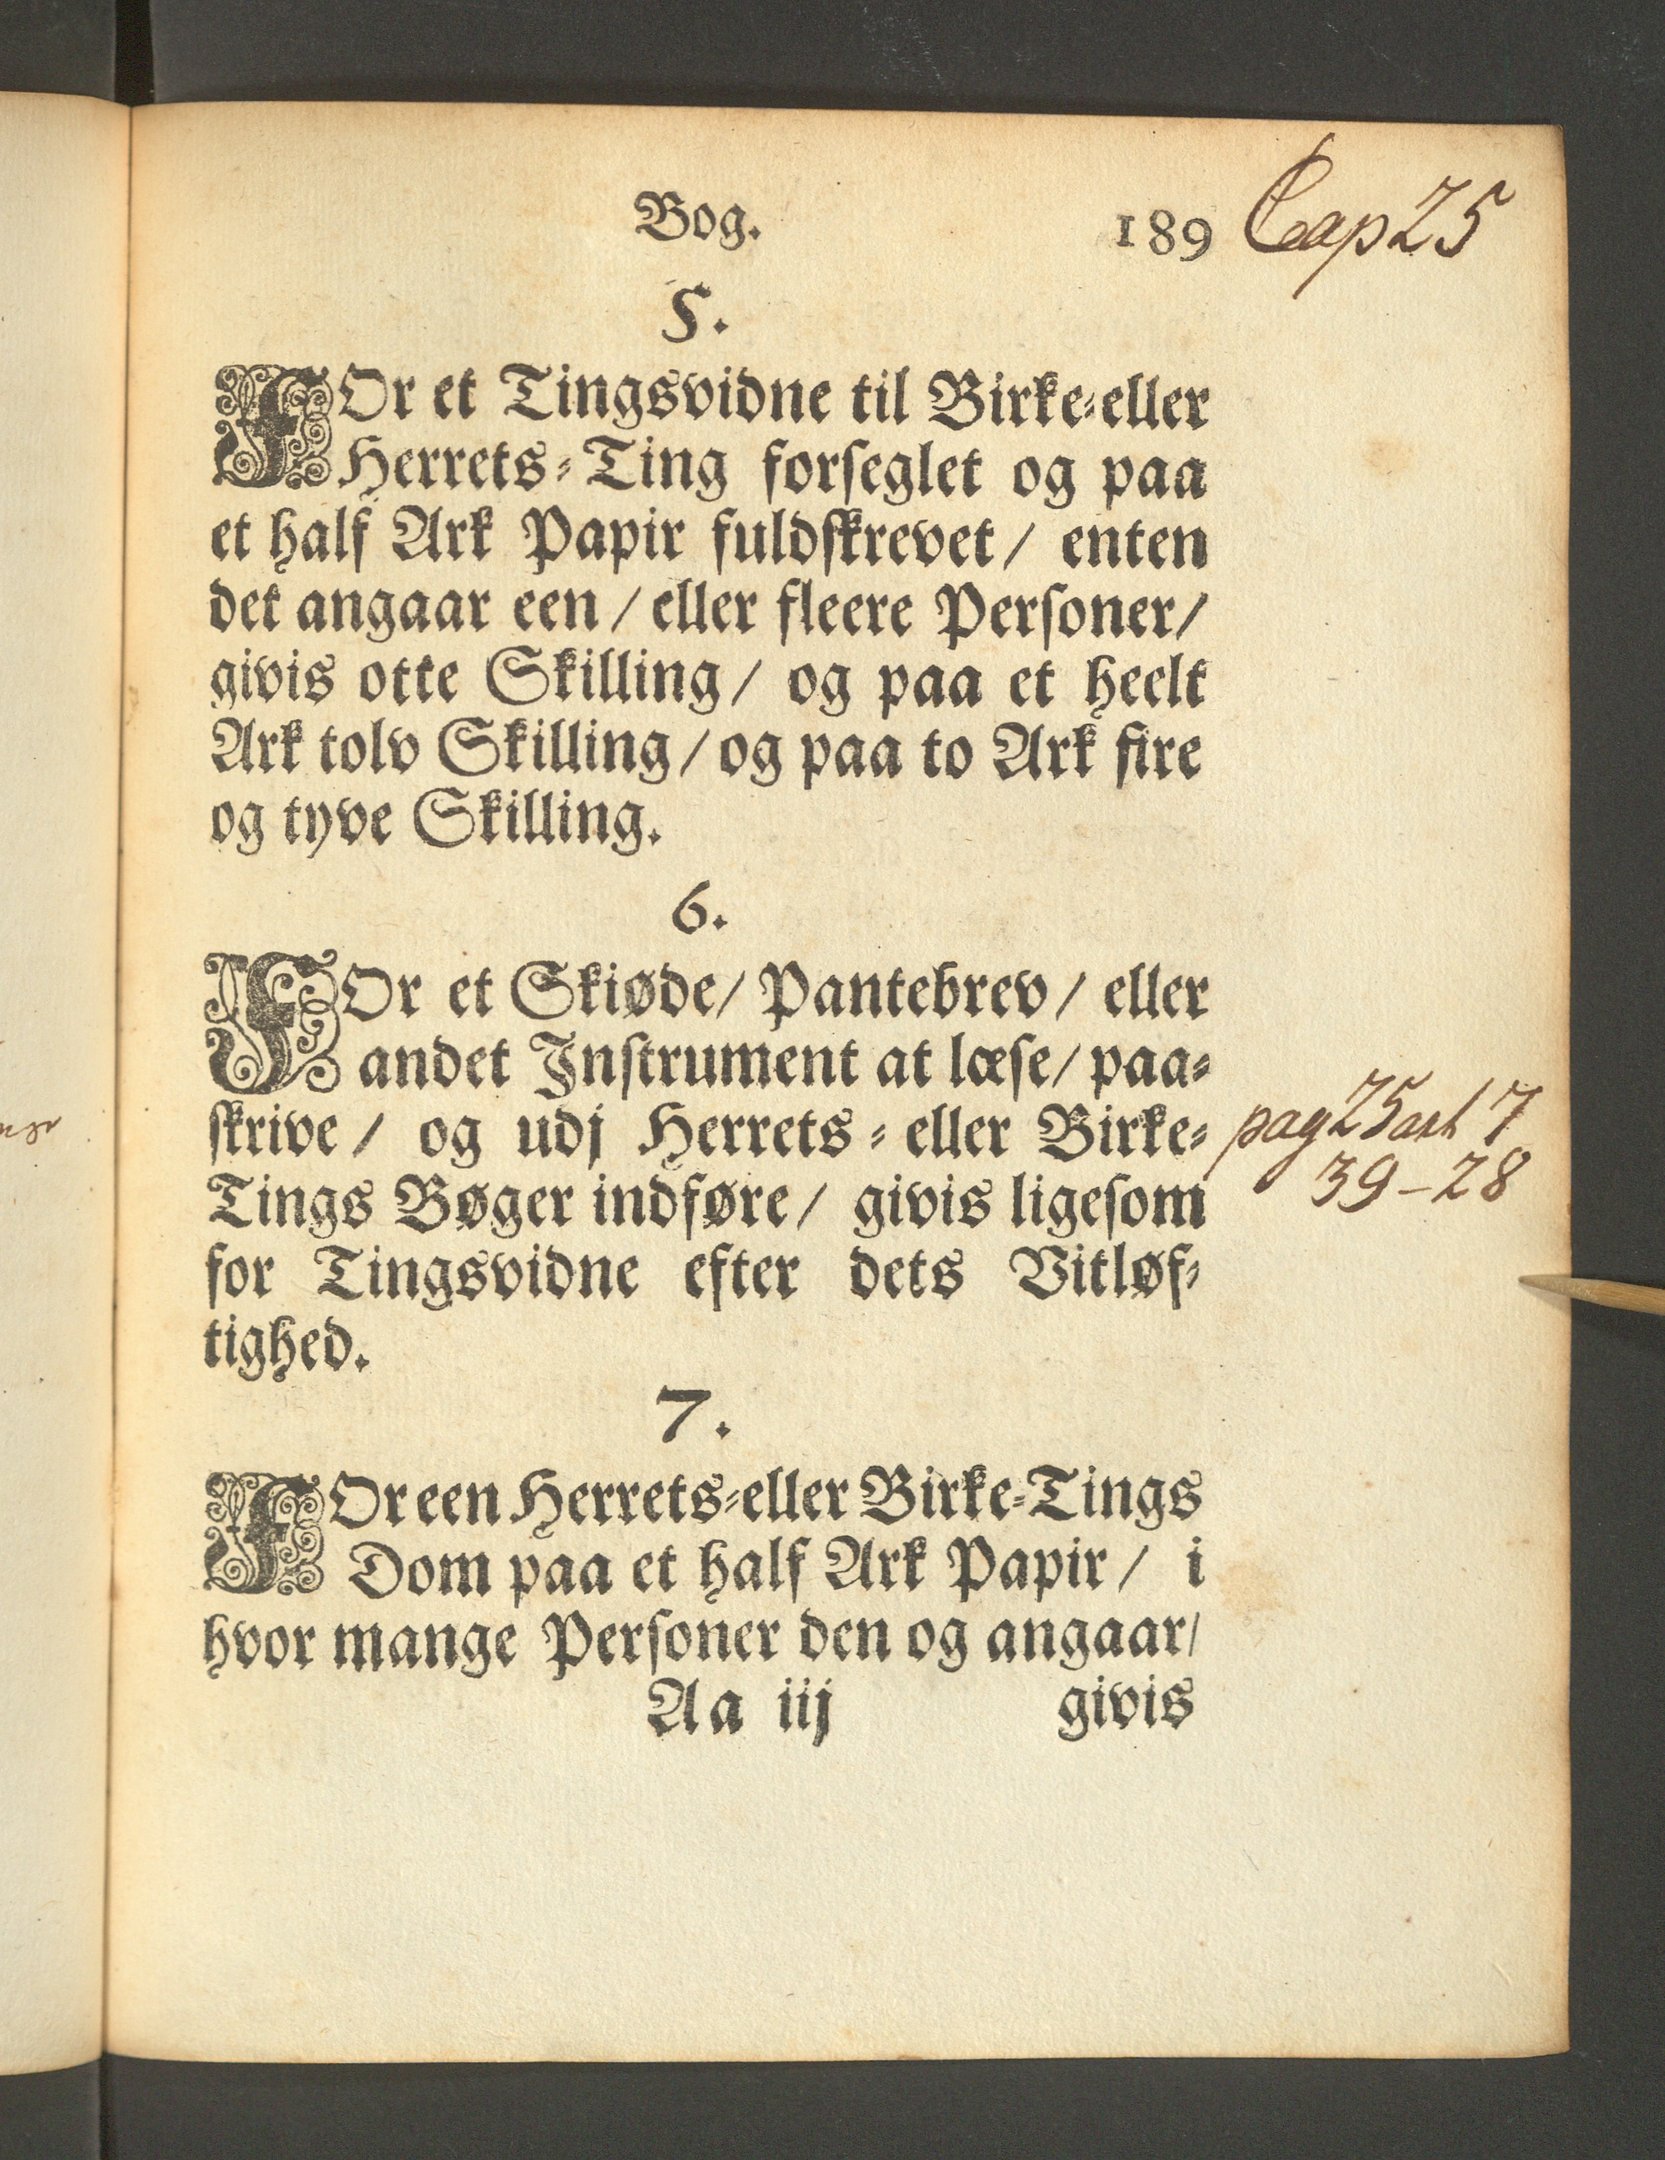 Bog. 189 Cap 25
5.
FOr et Tingsvidne til Birke⸗eller
Herrets⸗Ting forſeglet og paa
et half Ark Papir fuldſkrevet/ enten
det angaar een/ eller fleere Perſoner/
givis otte Skilling/ og paa et heelt
Ark tolv Skilling/ og paa to Ark fire
og tyve Skilling.
6.
FOr et Skiøde/ Pantebrev/ eller
andet Inſtrument at læſe/ paa⸗
ſkrive/ og udj Herrets⸗eller Birke⸗
Tings Bøger indføre/ givis ligeſom
for Tingsvidne efter dets Vitløf⸗
tighed.
pag 25 art 7
39-28
7.
FOr een Herrets⸗eller Birke⸗Tings
Dom paa et half Ark Papir/ i
hvor mange Perſoner den og angaar/
Aa iij givis